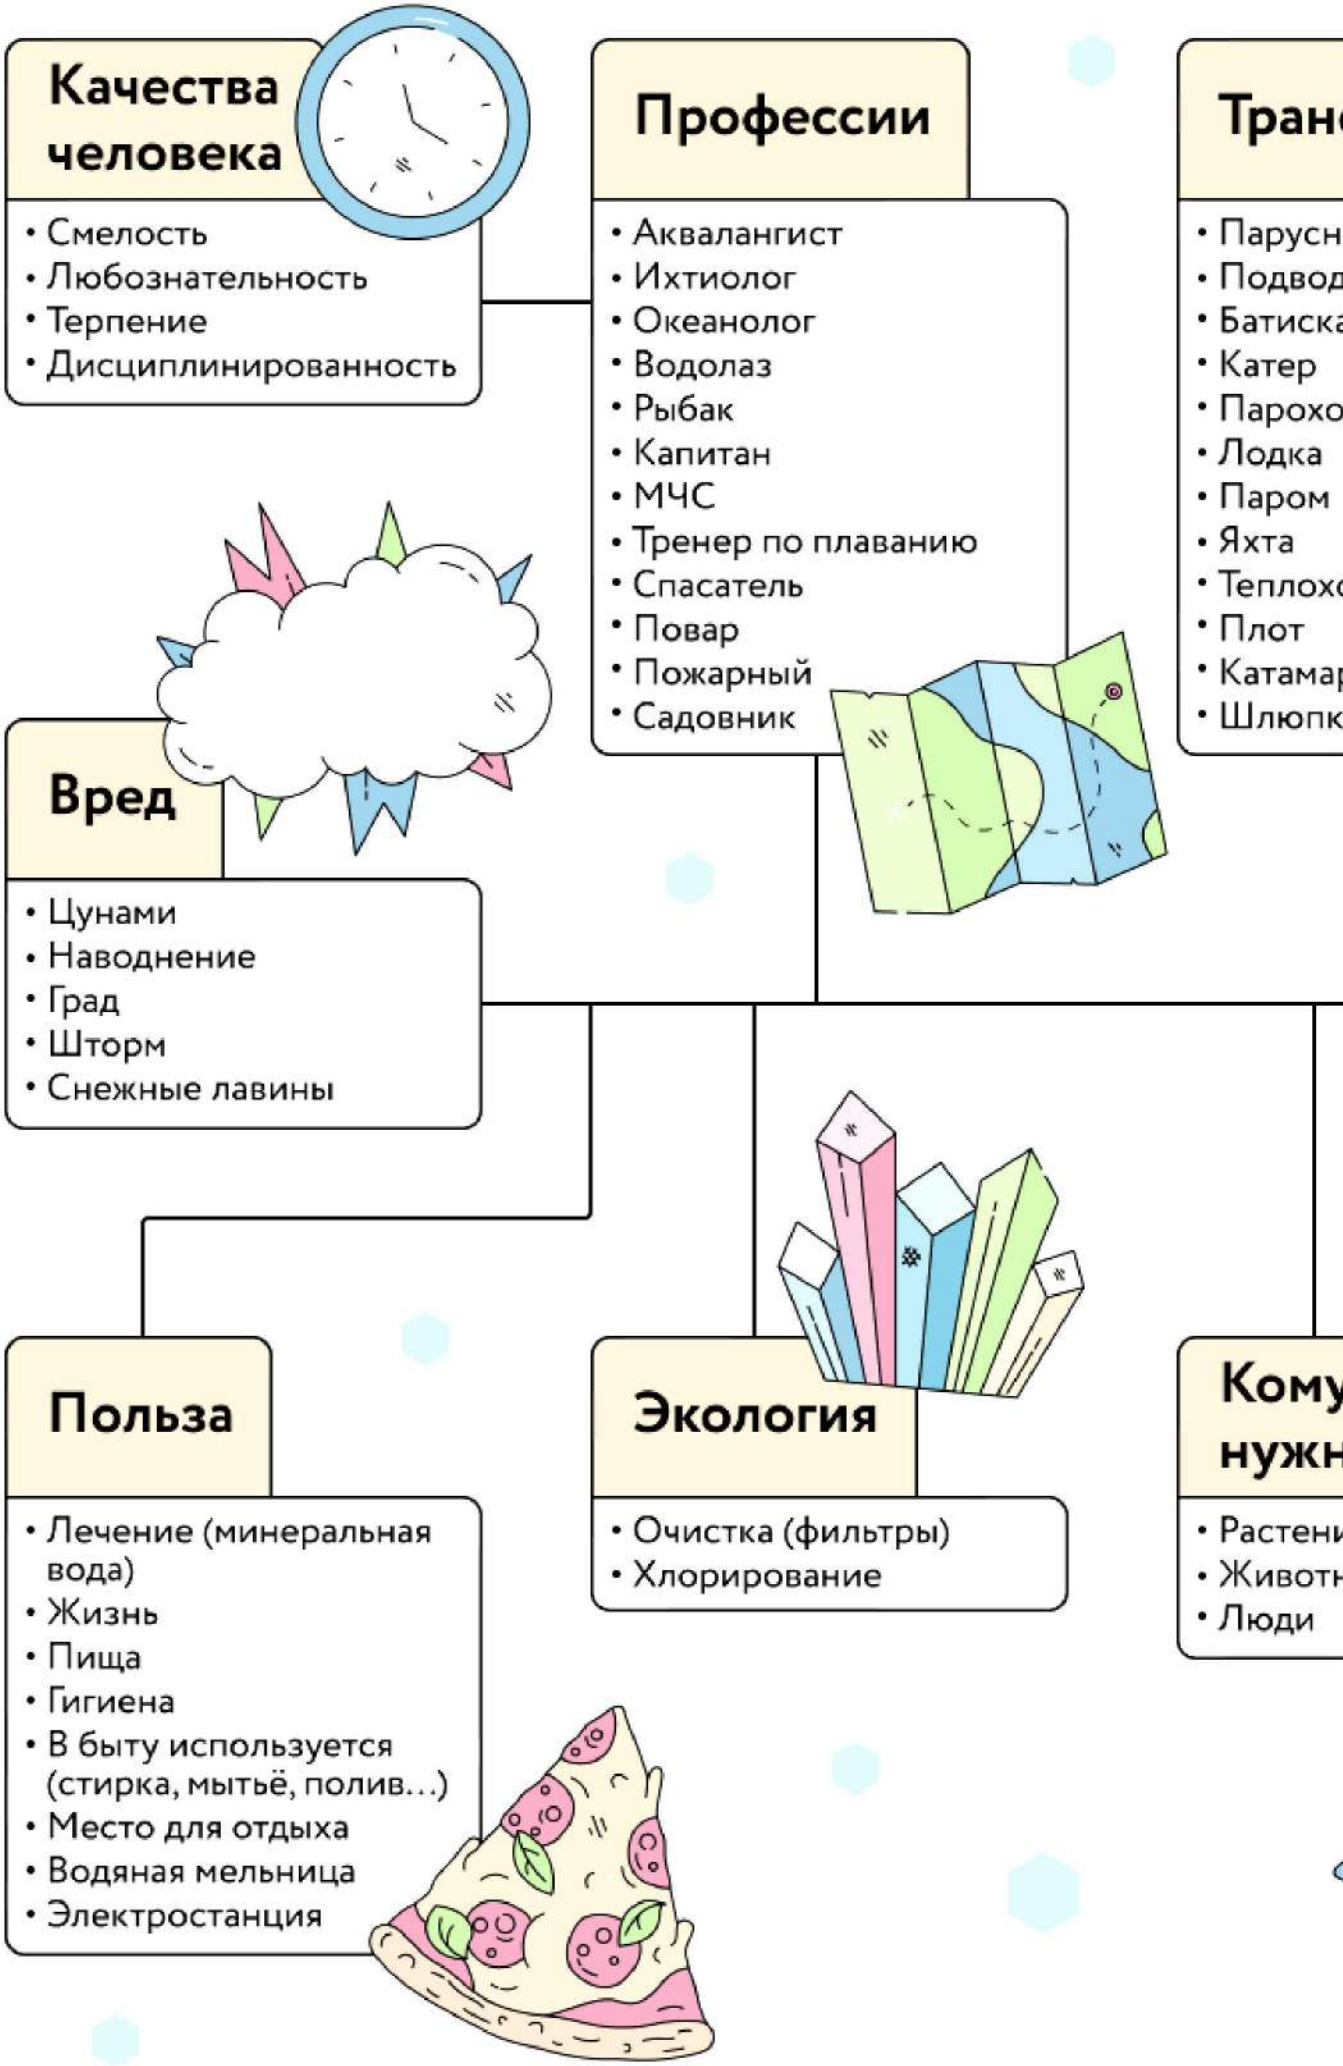 Качества
человека
• Смелость
• Любознательность
• Терпение
• Дисциплинированность
Профессии
• Аквалангист
• Ихтиолог
• Океанолог
• Водолаз
• Рыбак
• Капитан
• МЧС
• Тренер по плаванию
• Спасатель
• Повар
• Пожарный
• Садовник
• Катер
• Лодка
• Паром
• Яхта
• Плот
Вред
• Цунами
• Наводнение
• Град
• Шторм
• Снежные лавины
Польза
• Лечение (минеральная
вода)
• Жизнь
• Пища
• Гигиена
• В быту используется
(стирка, мытьё, полив...)
• Место для отдыха
• Водяная мельница
• Электростанция
Экология
• Очистка (фильтры)
• Хлорирование
Кому
• Люди